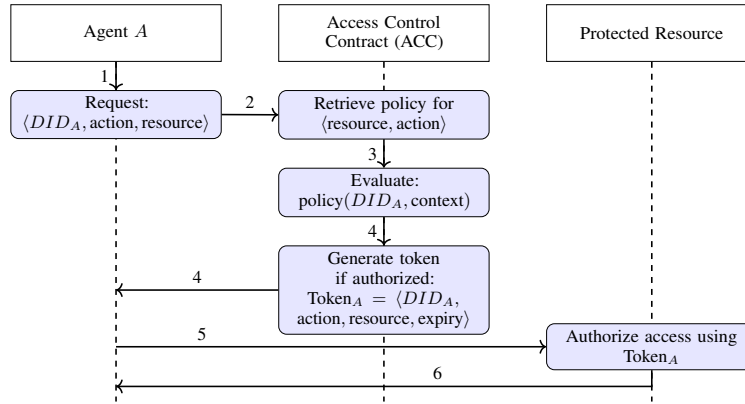 Agent A
Access Control
Contract (ACC)
Protected Resource
1
Request:
⟨DID_A, action, resource⟩
2
Retrieve policy for
⟨resource, action⟩
3
Evaluate:
policy(DID_A, context)
4
Generate token
if authorized:
Token_A = ⟨DID_A,
action, resource, expiry⟩
4
5
Authorize access using
Token_A
6